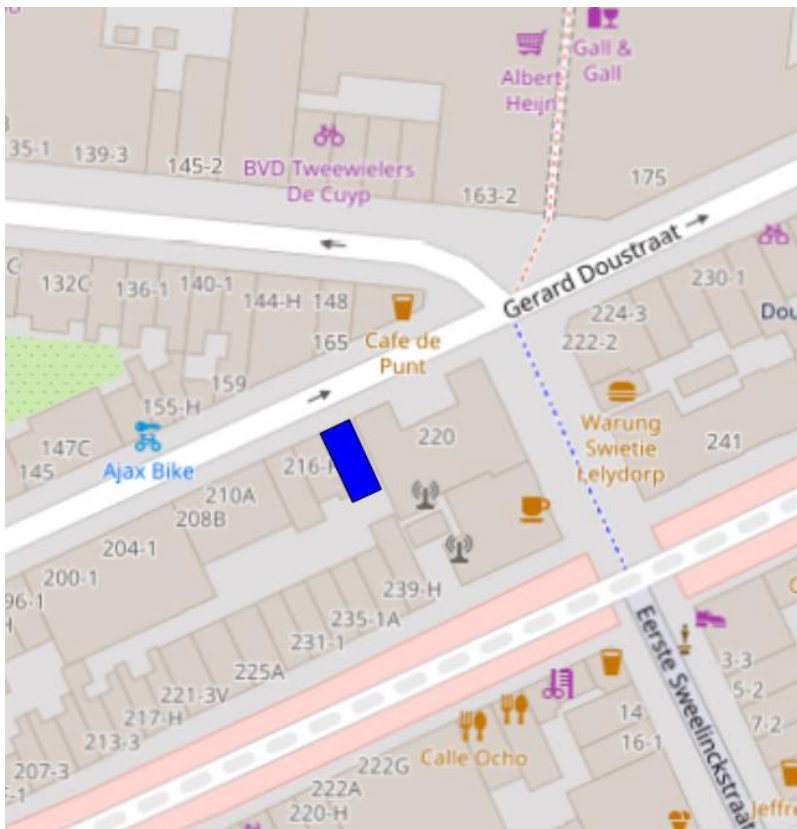 Gall &
Gall
Albert
Heijn
35-1
139-3
145-2
BVD Tweewielers
De Cuyp
163-2
175
Gerard Doustraat
132C
136-1
140-1
144-H
148
165
Cafe de
Punt
230-1
224-3
222-2
Dou
159
155-H
147C
145
Ajax Bike
220
216-H
Warung
Swietie
Lelydorp
241
210A
208B
204-1
200-1
96-1
H
239-H
235-1A
231-1
225A
221-3V
217-H
213-3
207-3
-1
Eerste Sweelinckstraat
3-3
5-2
7-2
14
16-1
Calle Ocho
222G
222A
220-H
Jeffre